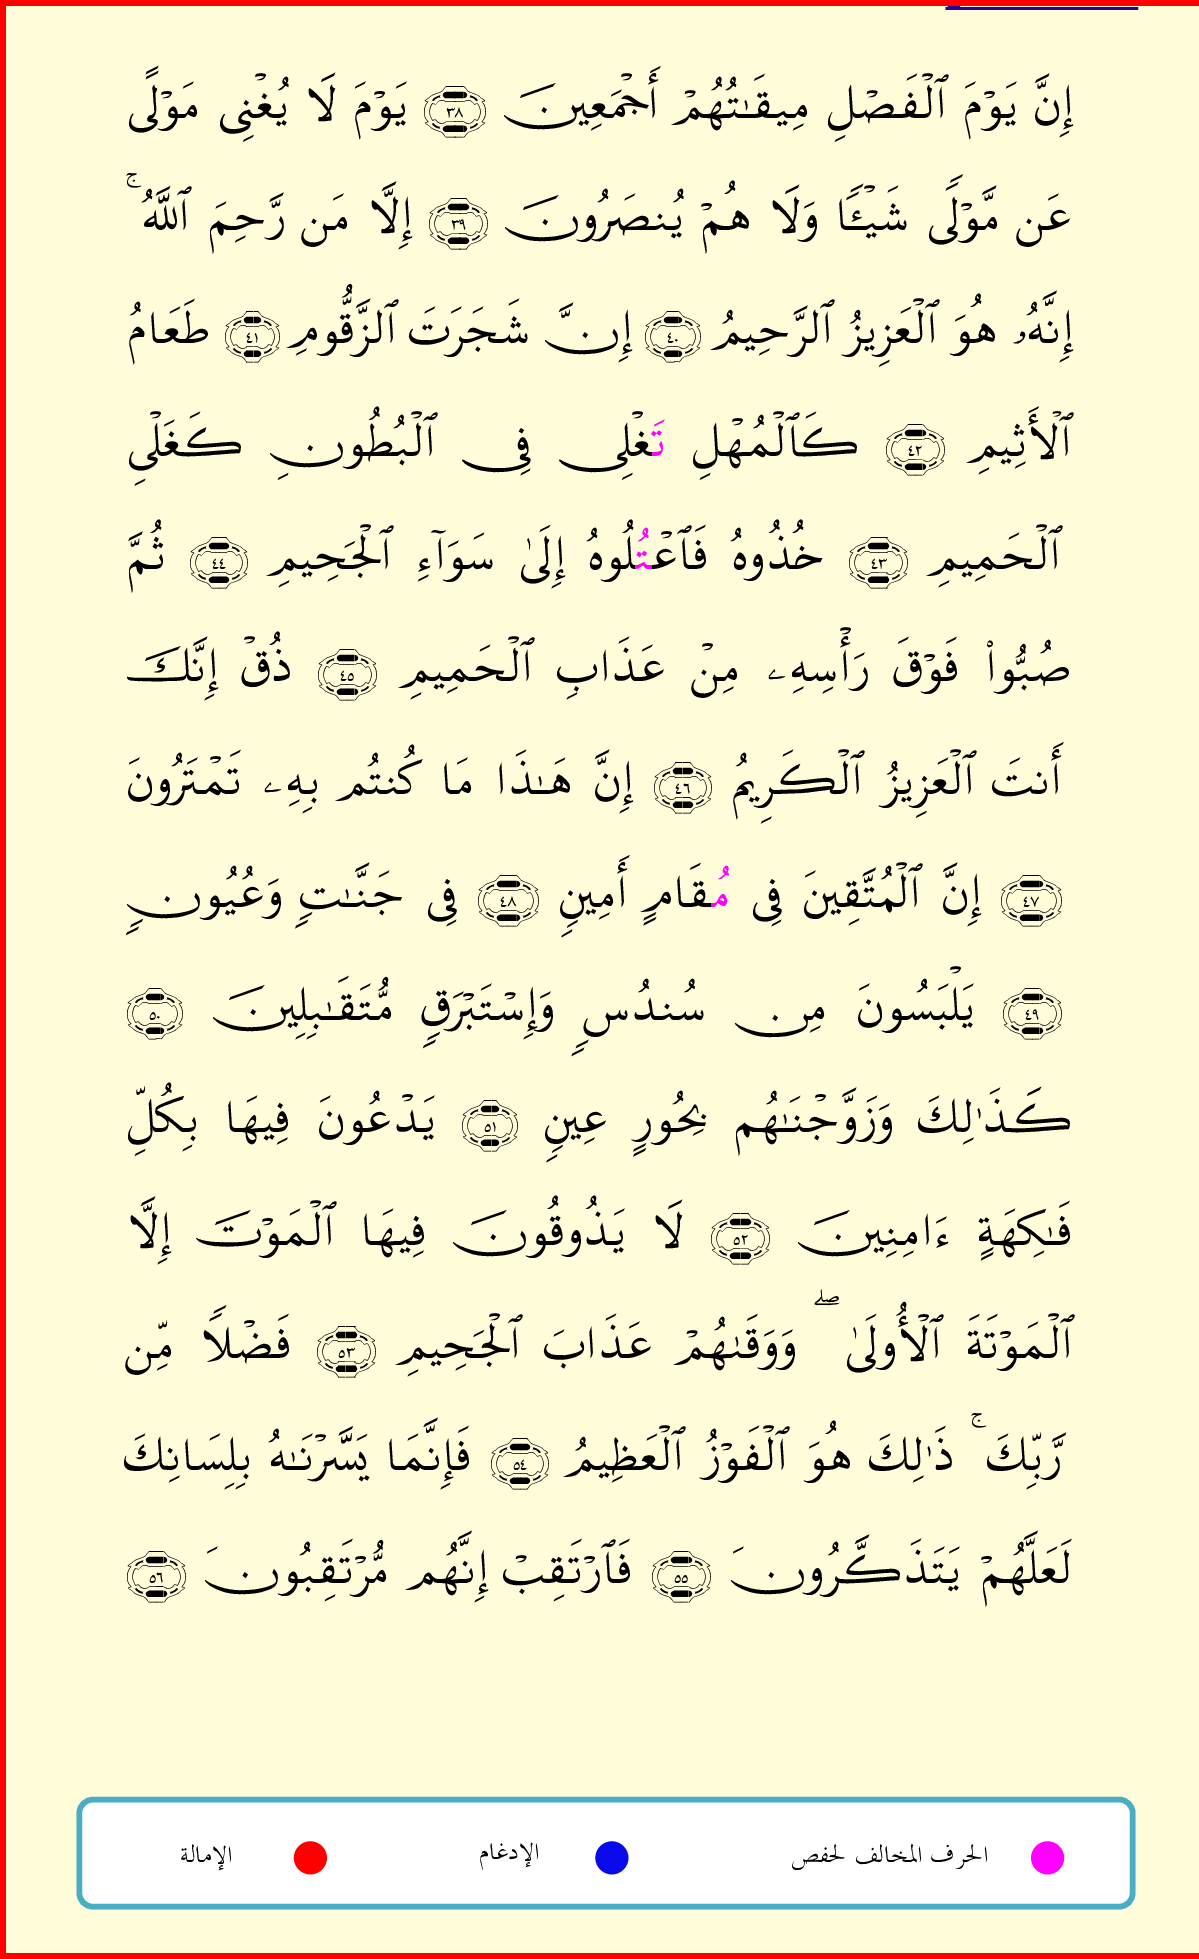 إِنَّ يَوْمَ ٱلْفَصْلِ مِيقَـٰتُهُمْ أَجْمَعِينَ ٣٨ يَوْمَ لَا يُغْنِى مَوْلًى
عَن مَّوْلًى شَيْـًٔا وَلَا هُمْ يُنصَرُونَ ٣٩ إِلَّا مَن رَّحِمَ ٱللَّهُ ۚ
إِنَّهُۥ هُوَ ٱلْعَزِيزُ ٱلرَّحِيمُ ٤٠ إِنَّ شَجَرَتَ ٱلزَّقُّومِ ٤١ طَعَامُ
ٱلْأَثِيمِ ٤٢ كَٱلْمُهْلِ تَغْلِى فِى ٱلْبُطُونِ كَغَلْىِ
ٱلْحَمِيمِ ٤٣ خُذُوهُ فَٱعْتُلُوهُ إِلَىٰ سَوَآءِ ٱلْجَحِيمِ ٤٤ ثُمَّ
صُبُّوا۟ فَوْقَ رَأْسِهِۦ مِنْ عَذَابِ ٱلْحَمِيمِ ٤٥ ذُقْ إِنَّكَ
أَنتَ ٱلْعَزِيزُ ٱلْكَرِيمُ ٤٦ إِنَّ هَـٰذَا مَا كُنتُم بِهِۦ تَمْتَرُونَ
٤٧ إِنَّ ٱلْمُتَّقِينَ فِى مُقَامٍ أَمِينٍ ٤٨ فِى جَنَّـٰتٍ وَعُيُونٍ
٤٩ يَلْبَسُونَ مِن سُندُسٍ وَإِسْتَبْرَقٍ مُّتَقَـٰبِلِينَ ٥٠
كَذَٰلِكَ وَزَوَّجْنَـٰهُم بِحُورٍ عِينٍ ٥١ يَدْعُونَ فِيهَا بِكُلِّ
فَـٰكِهَةٍ ءَامِنِينَ ٥٢ لَا يَذُوقُونَ فِيهَا ٱلْمَوْتَ إِلَّا
ٱلْمَوْتَةَ ٱلْأُولَىٰ ۖ وَوَقَىٰهُمْ عَذَابَ ٱلْجَحِيمِ ٥٣ فَضْلًا مِّن
رَّبِّكَ ۚ ذَٰلِكَ هُوَ ٱلْفَوْزُ ٱلْعَظِيمُ ٥٤ فَإِنَّمَا يَسَّرْنَـٰهُ بِلِسَانِكَ
لَعَلَّهُمْ يَتَذَكَّرُونَ ٥٥ فَٱرْتَقِبْ إِنَّهُم مُّرْتَقِبُونَ ٥٦
الحرف المخالف لحفص الإدغام الإمالة